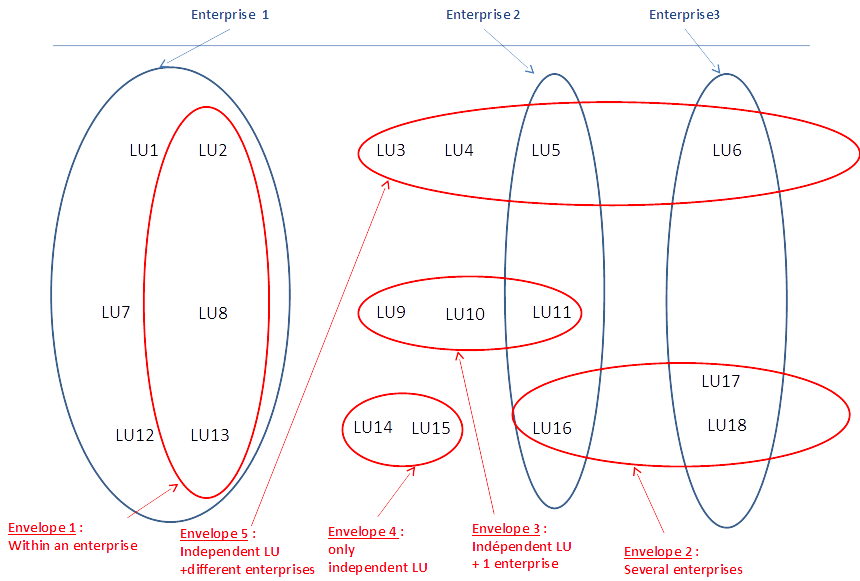 Enterprise 1
Enterprise 2
Enterprise3
LU1
LU2
LU3
LU4
LU5
LU6
LU7
LU8
LU9
LU10
LU11
LU12
LU13
LU14
LU15
LU16
LU17
LU18
Envelope 1 :
Within an enterprise
Envelope 5 :
Independent LU
+different enterprises
Envelope 4 :
only
independent LU
Envelope 3 :
Indépendent LU
+ 1 enterprise
Envelope 2 :
Several enterprises